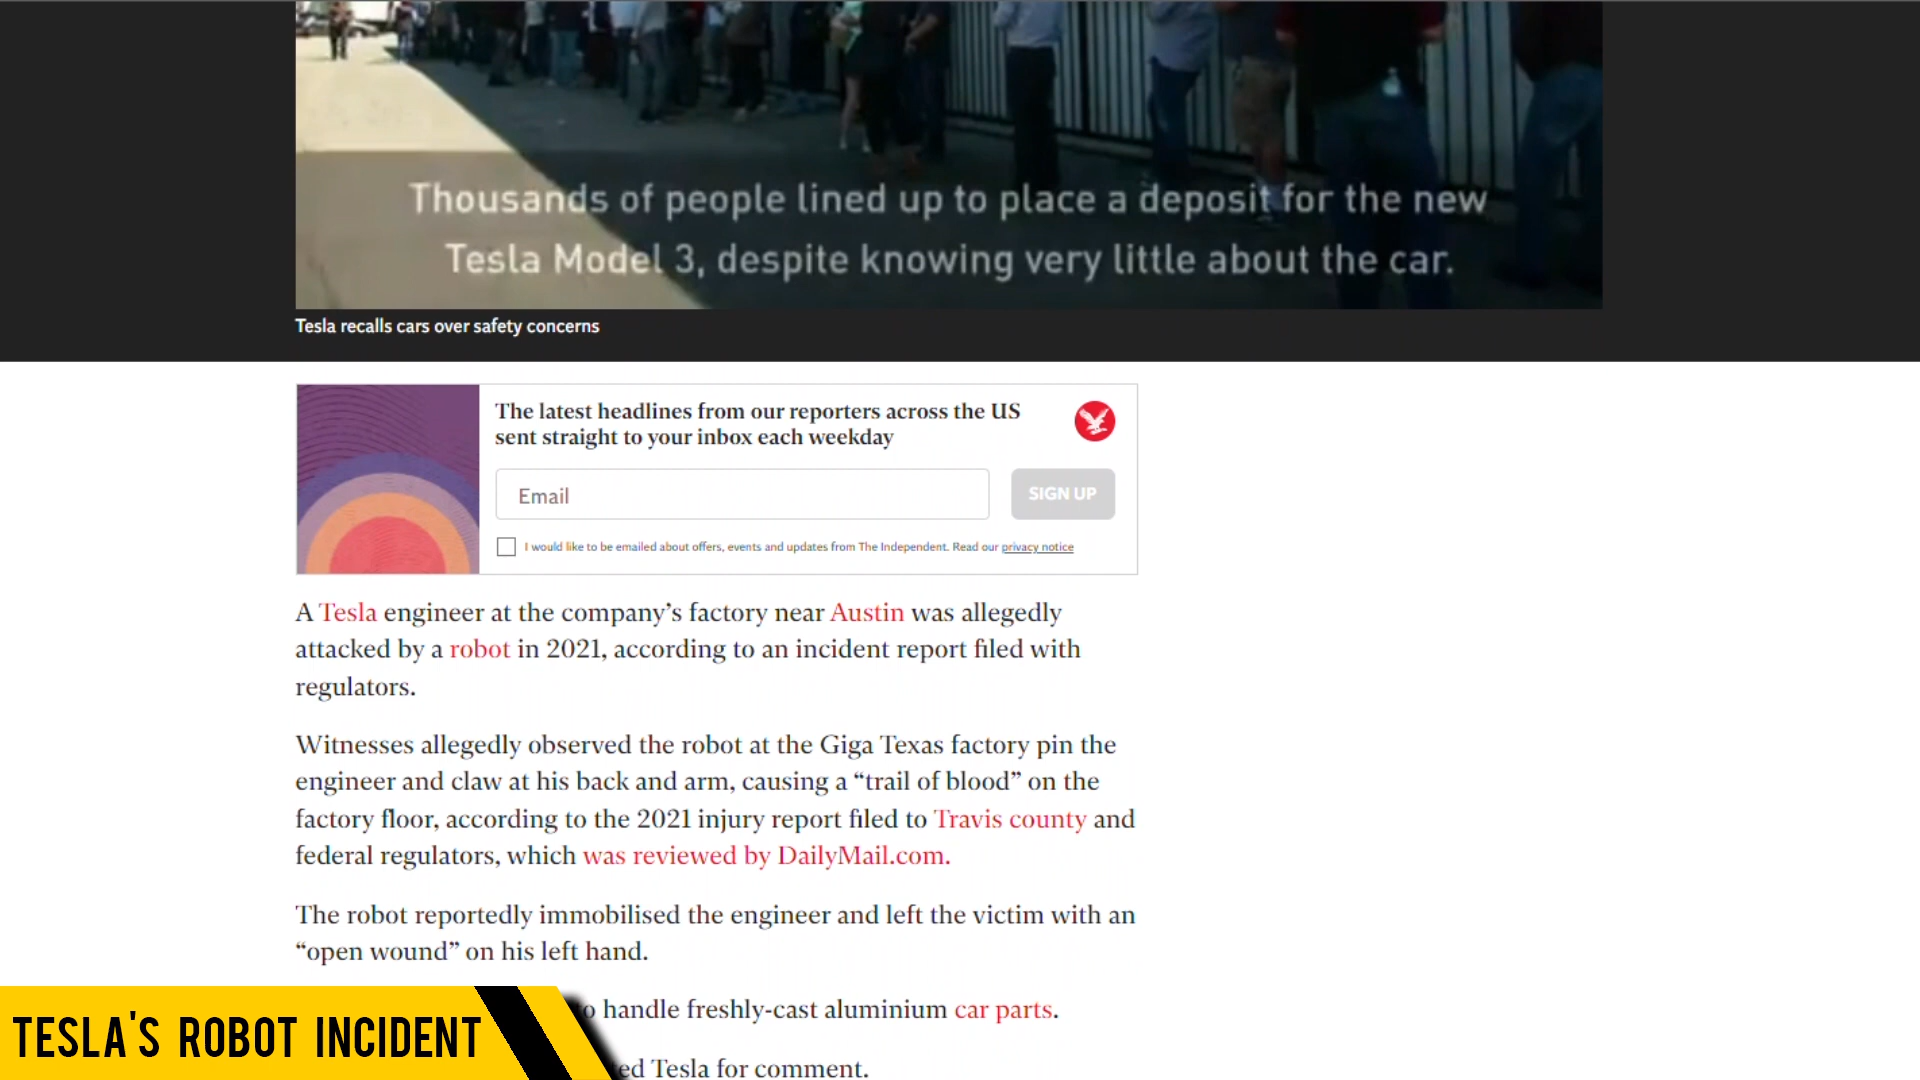 Thousands of people lined up to place a deposit for the new
Tesla Model 3, despite knowing very little about the car.
Tesla recalls cars over safety concerns
The latest headlines from our reporters across the US
sent straight to your inbox each weekday
Email
SIGN UP
I would like to be emailed about offers, events and updates from The Independent. Read our privacy notice
A Tesla engineer at the company’s factory near Austin was allegedly
attacked by a robot in 2021, according to an incident report filed with
regulators.
Witnesses allegedly observed the robot at the Giga Texas factory pin the
engineer and claw at his back and arm, causing a “trail of blood” on the
factory floor, according to the 2021 injury report filed to Travis county and
federal regulators, which was reviewed by DailyMail.com.
The robot reportedly immobilised the engineer and left the victim with an
“open wound” on his left hand.
handle freshly-cast aluminium car parts.
Tesla for comment.
TESLA'S ROBOT INCIDENT